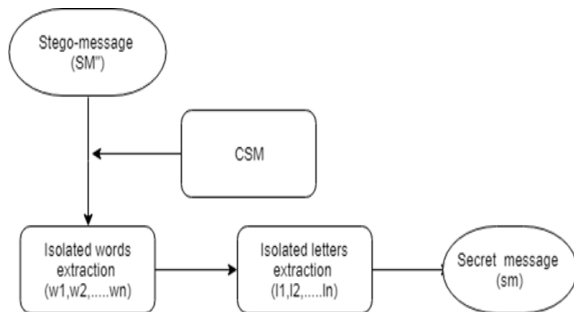 Stego-message
(SM")
CSM
Isolated words
extraction
(w1,w2,.....wn)
Isolated letters
extraction
(l1,l2,.....ln)
Secret message
(sm)